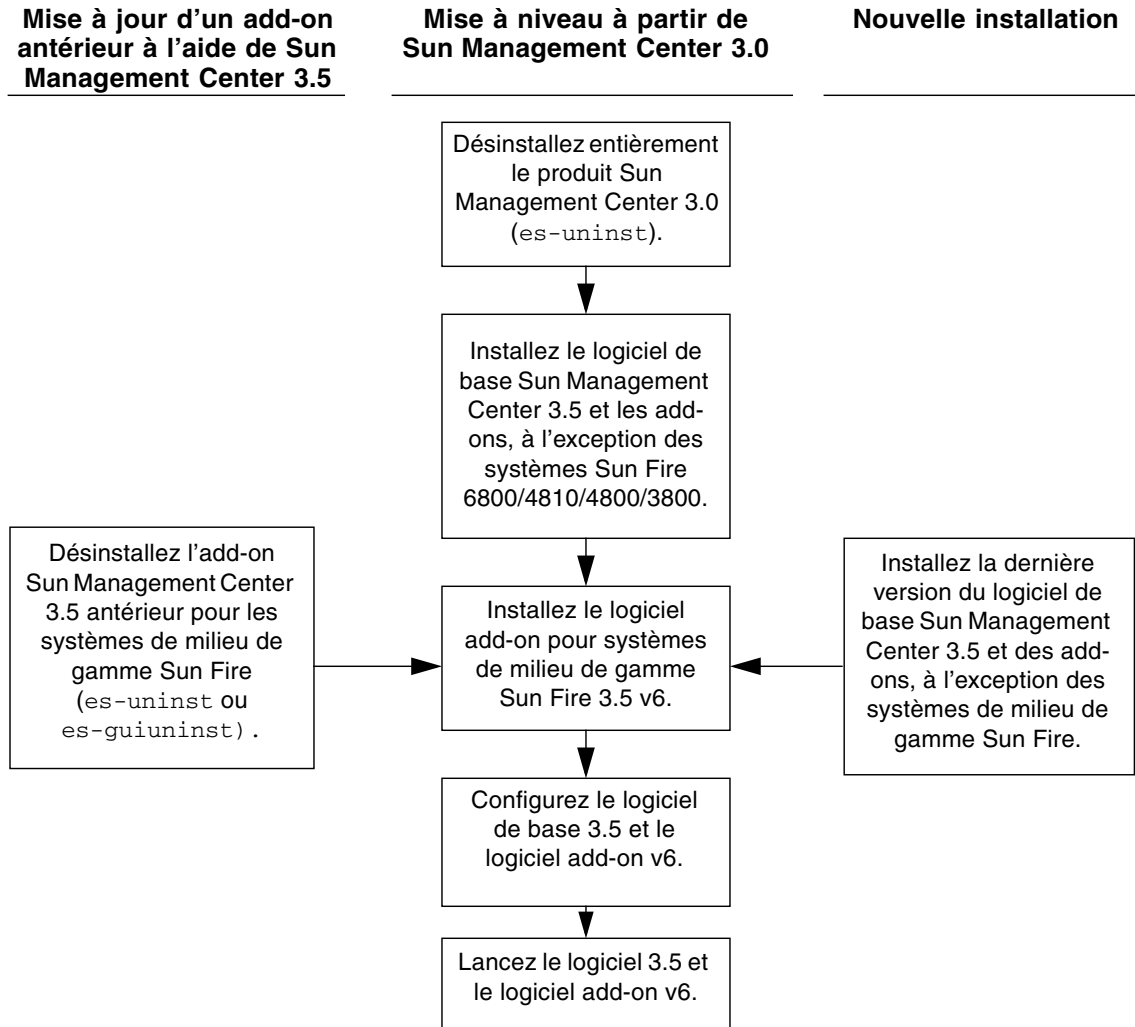 Mise à jour d'un add-on
antérieur à l'aide de Sun
Management Center 3.5
Mise à niveau à partir de
Sun Management Center 3.0
Nouvelle installation
Désinstallez entièrement
le produit Sun
Management Center 3.0
(es-uninst).
Installez le logiciel de
base Sun Management
Center 3.5 et les add-
ons, à l'exception des
systèmes Sun Fire
6800/4810/4800/3800.
Désinstallez l'add-on
Sun Management Center
3.5 antérieur pour les
systèmes de milieu de
gamme Sun Fire
(es-uninst ou
es-guiuninst).
Installez le logiciel
add-on pour systèmes
de milieu de gamme
Sun Fire 3.5 v6.
Installez la dernière
version du logiciel de
base Sun Management
Center 3.5 et des add-
ons, à l'exception des
systèmes de milieu de
gamme Sun Fire.
Configurez le logiciel
de base 3.5 et le
logiciel add-on v6.
Lancez le logiciel 3.5 et
le logiciel add-on v6.